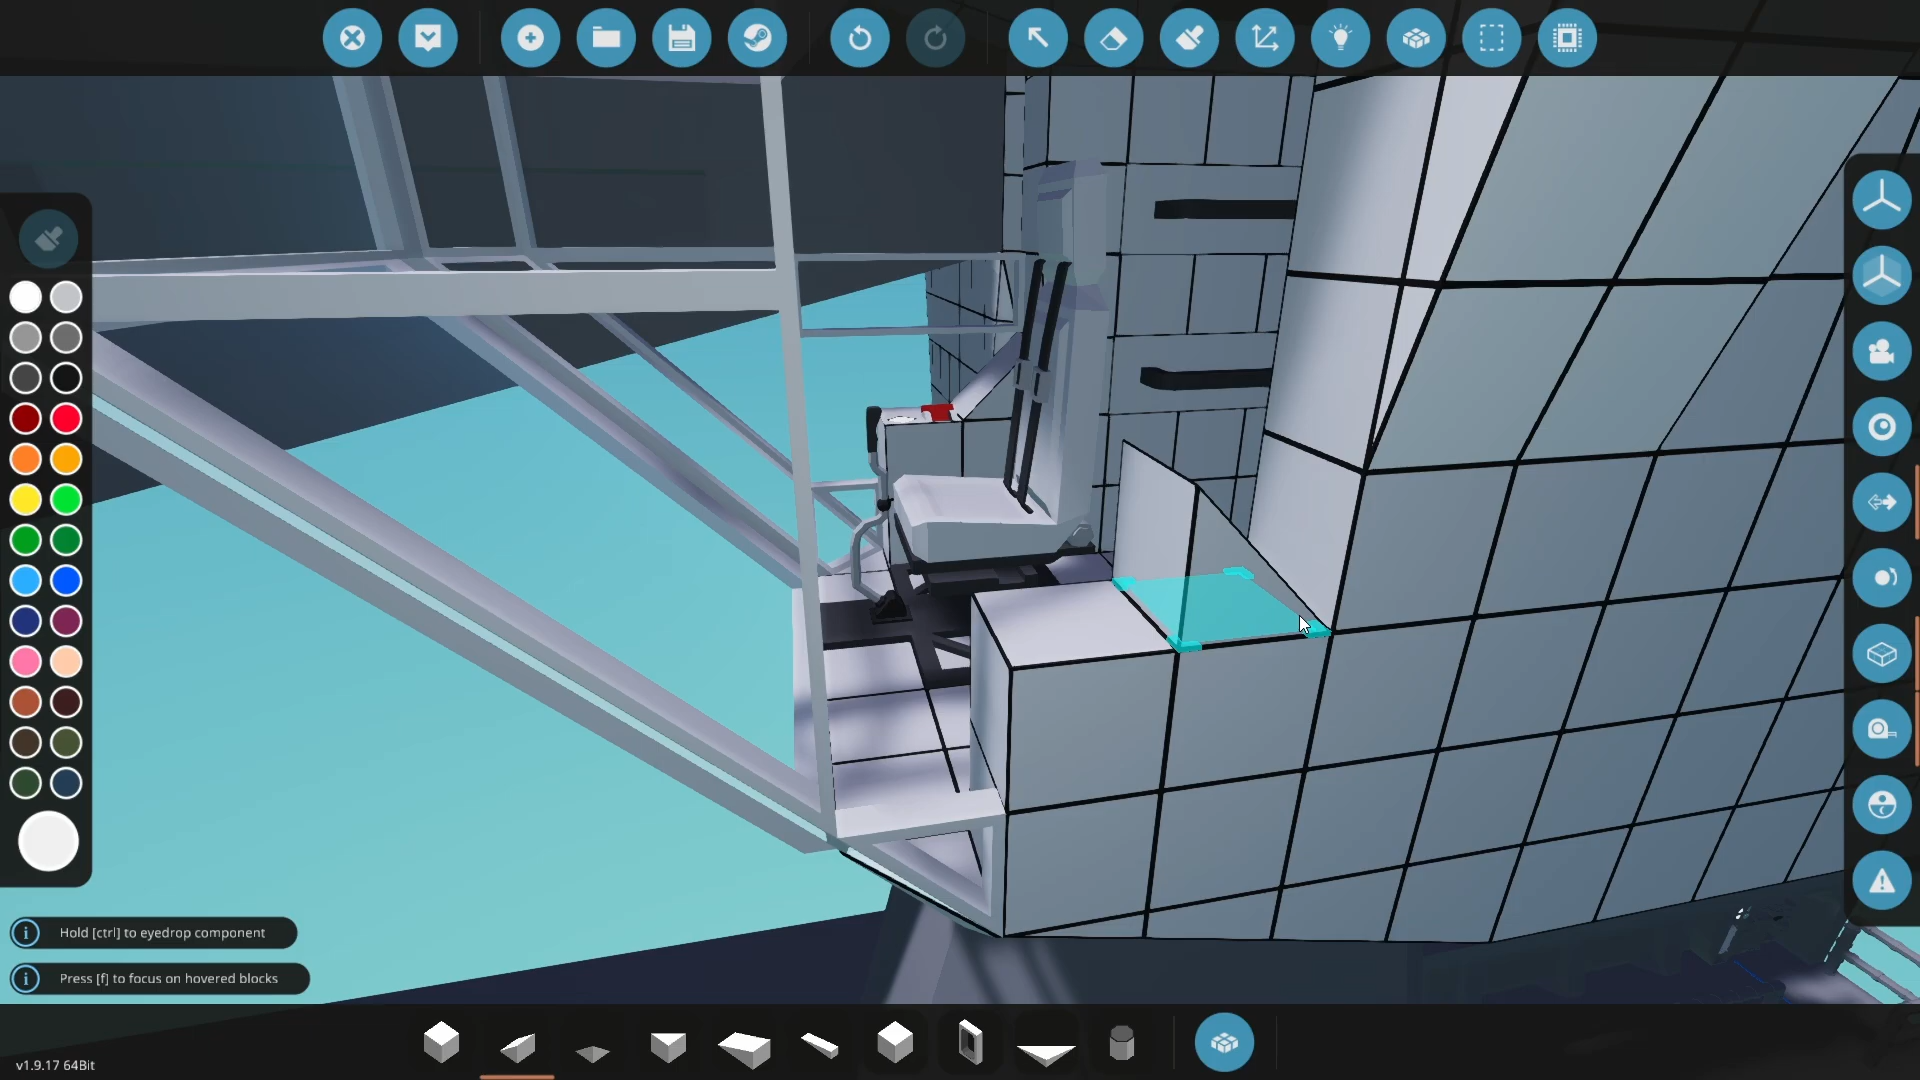 Hold [ctrl] to eyedrop component
Press [f] to focus on hovered blocks
v1.9.17 64Bit